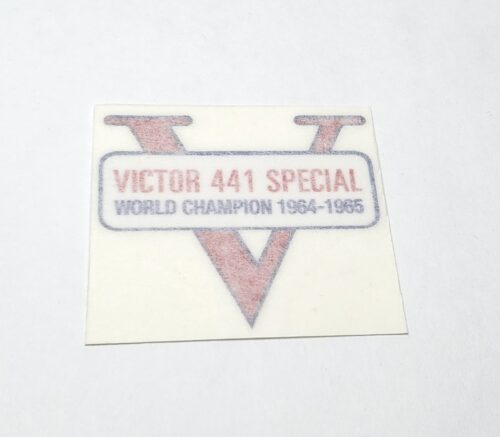 V
VICTOR 441 SPECIAL
WORLD CHAMPION 1964-1965